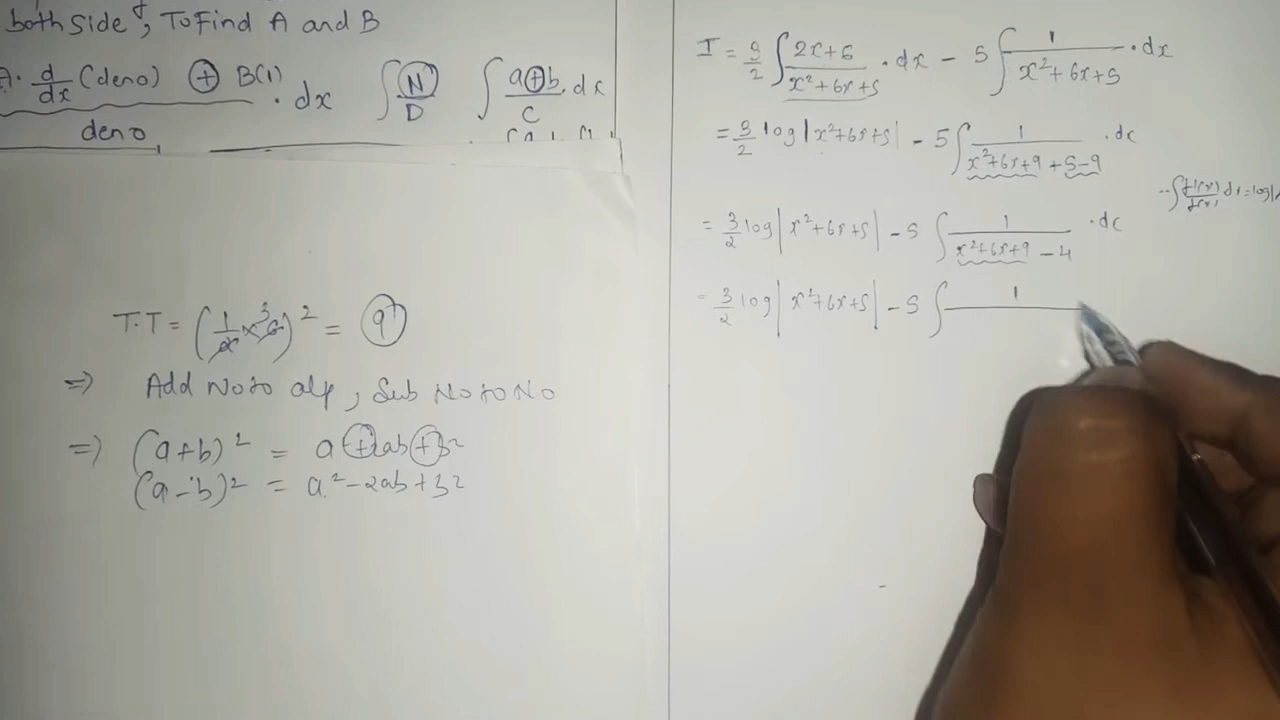 both side, To Find A and B
A. d/dx (deno) + B(1)
deno
. dx
∫ N/D
∫ a+b/C . dx
T.T = (1/2 × 6)² = 9
3
=> Add No to alp, Sub No to No
=> (a+b)² = a + 2ab + b2
(a-b)² = a² - 2ab + b2
I = 3/2 ∫ 2x+6/x²+6x+5 . dx - 5 ∫ 1/x²+6x+5 . dx
= 3/2 log |x²+6x+5| - 5 ∫ 1/x²+6x+9+5-9 . dx
= 3/2 log | x²+6x+5 | - 5 ∫ 1/x²+6x+9-4 . dx
= 3/2 log | x²+6x+5 | - 5 ∫ 1